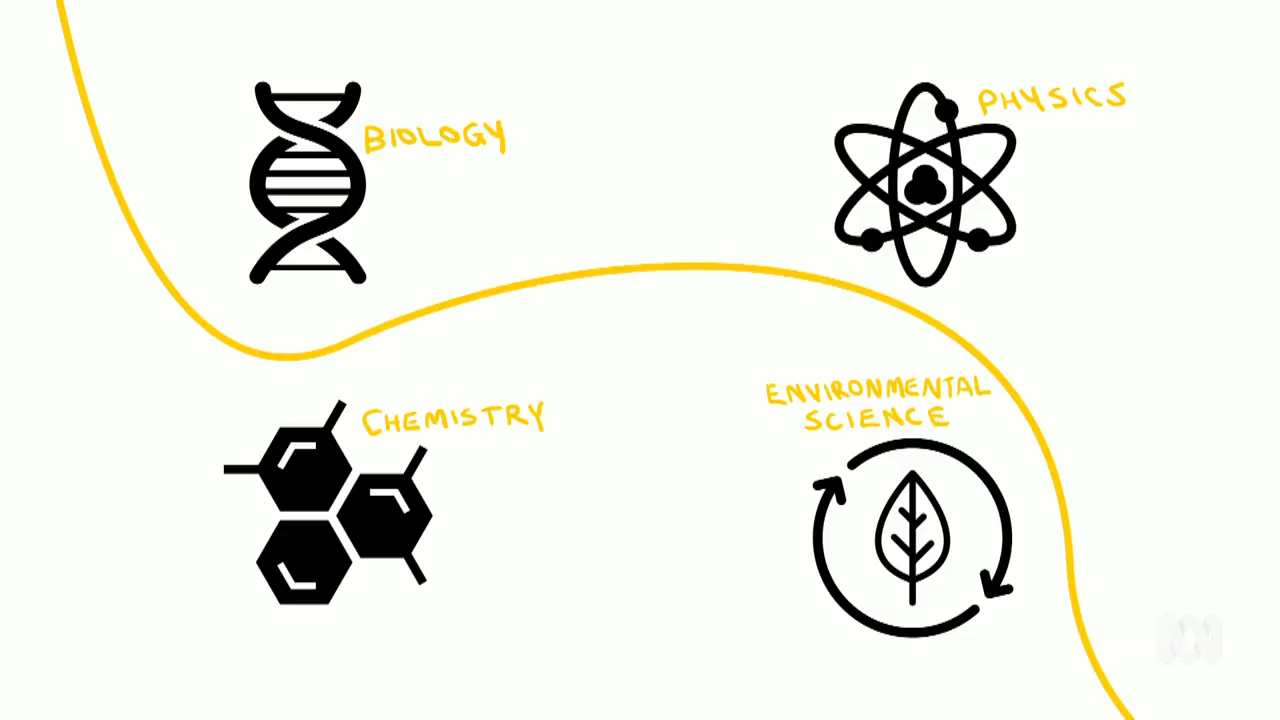 BIOLOGY
PHYSICS
CHEMISTRY
ENVIRONMENTAL
SCIENCE